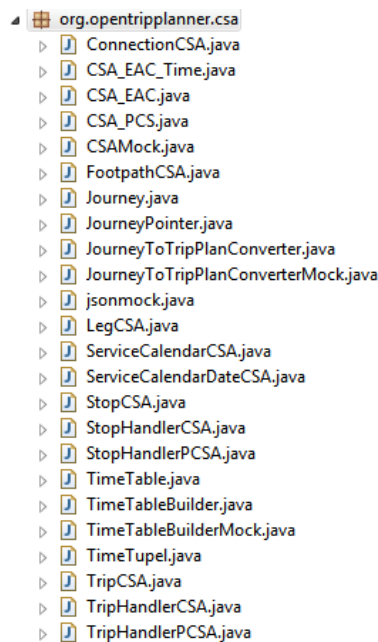 org.opentripplanner.csa
ConnectionCSA.java
CSA_EAC_Time.java
CSA_EAC.java
CSA_PCS.java
CSAMock.java
FootpathCSA.java
Journey.java
JourneyPointer.java
JourneyToTripPlanConverter.java
JourneyToTripPlanConverterMock.java
jsonmock.java
LegCSA.java
ServiceCalendarCSA.java
ServiceCalendarDateCSA.java
StopCSA.java
StopHandlerCSA.java
StopHandlerPCSA.java
TimeTable.java
TimeTableBuilder.java
TimeTableBuilderMock.java
TimeTupel.java
TripCSA.java
TripHandlerCSA.java
TripHandlerPCSA.java